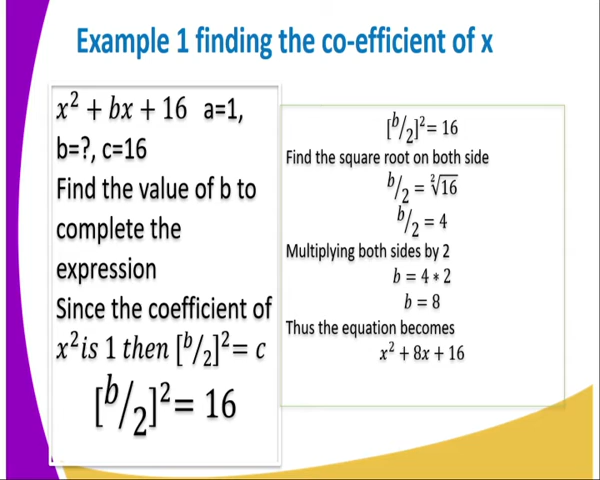 Example 1 finding the co-efficient of x
x² + bx + 16 a=1,
b=?, c=16
Find the value of b to
complete the
expression
Since the coefficient of
x² is 1 then [b/2]² = c
[b/2]² = 16
[b/2]² = 16
Find the square root on both side
b/2 = ²√16
b/2 = 4
Multiplying both sides by 2
b = 4 * 2
b = 8
Thus the equation becomes
x² + 8x + 16